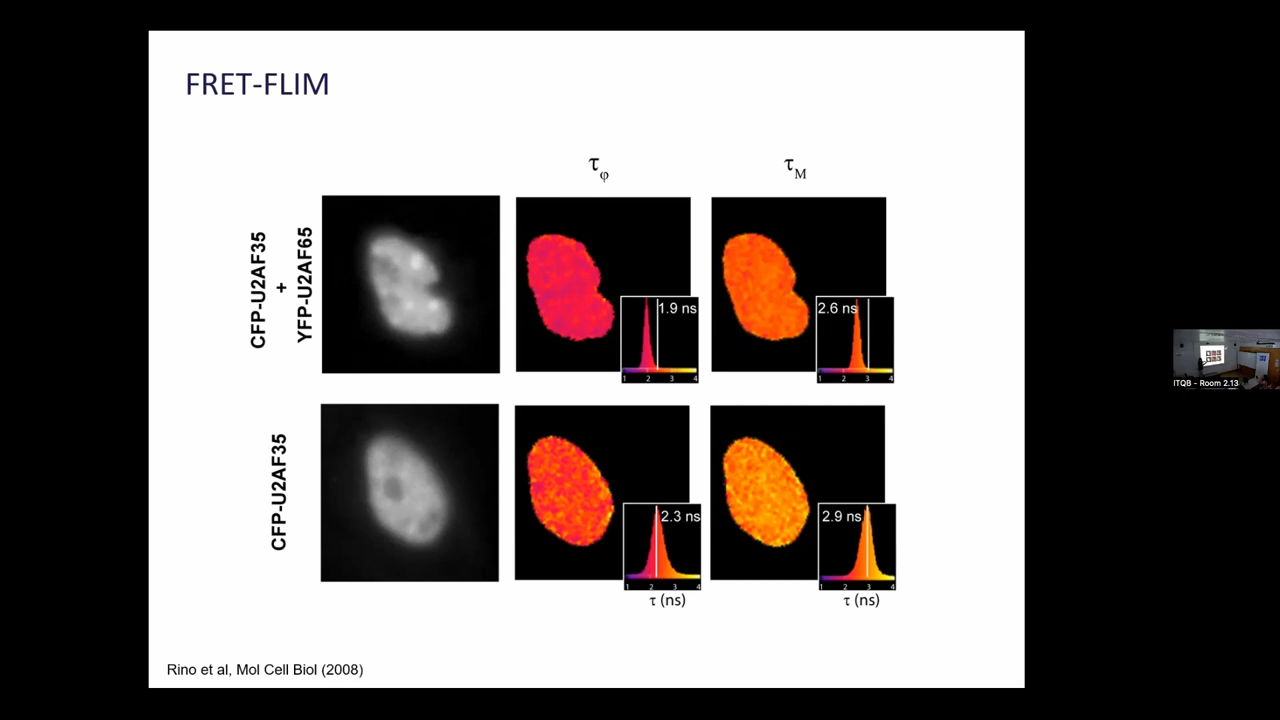 FRET-FLIM
τφ
τM
CFP-U2AF35
+
YFP-U2AF65
1.9 ns
1 2 3 4
2.6 ns
1 2 3 4
CFP-U2AF35
2.3 ns
1 2 3 4
τ (ns)
2.9 ns
1 2 3 4
τ (ns)
Rino et al, Mol Cell Biol (2008)
ITQB - Room 2.13